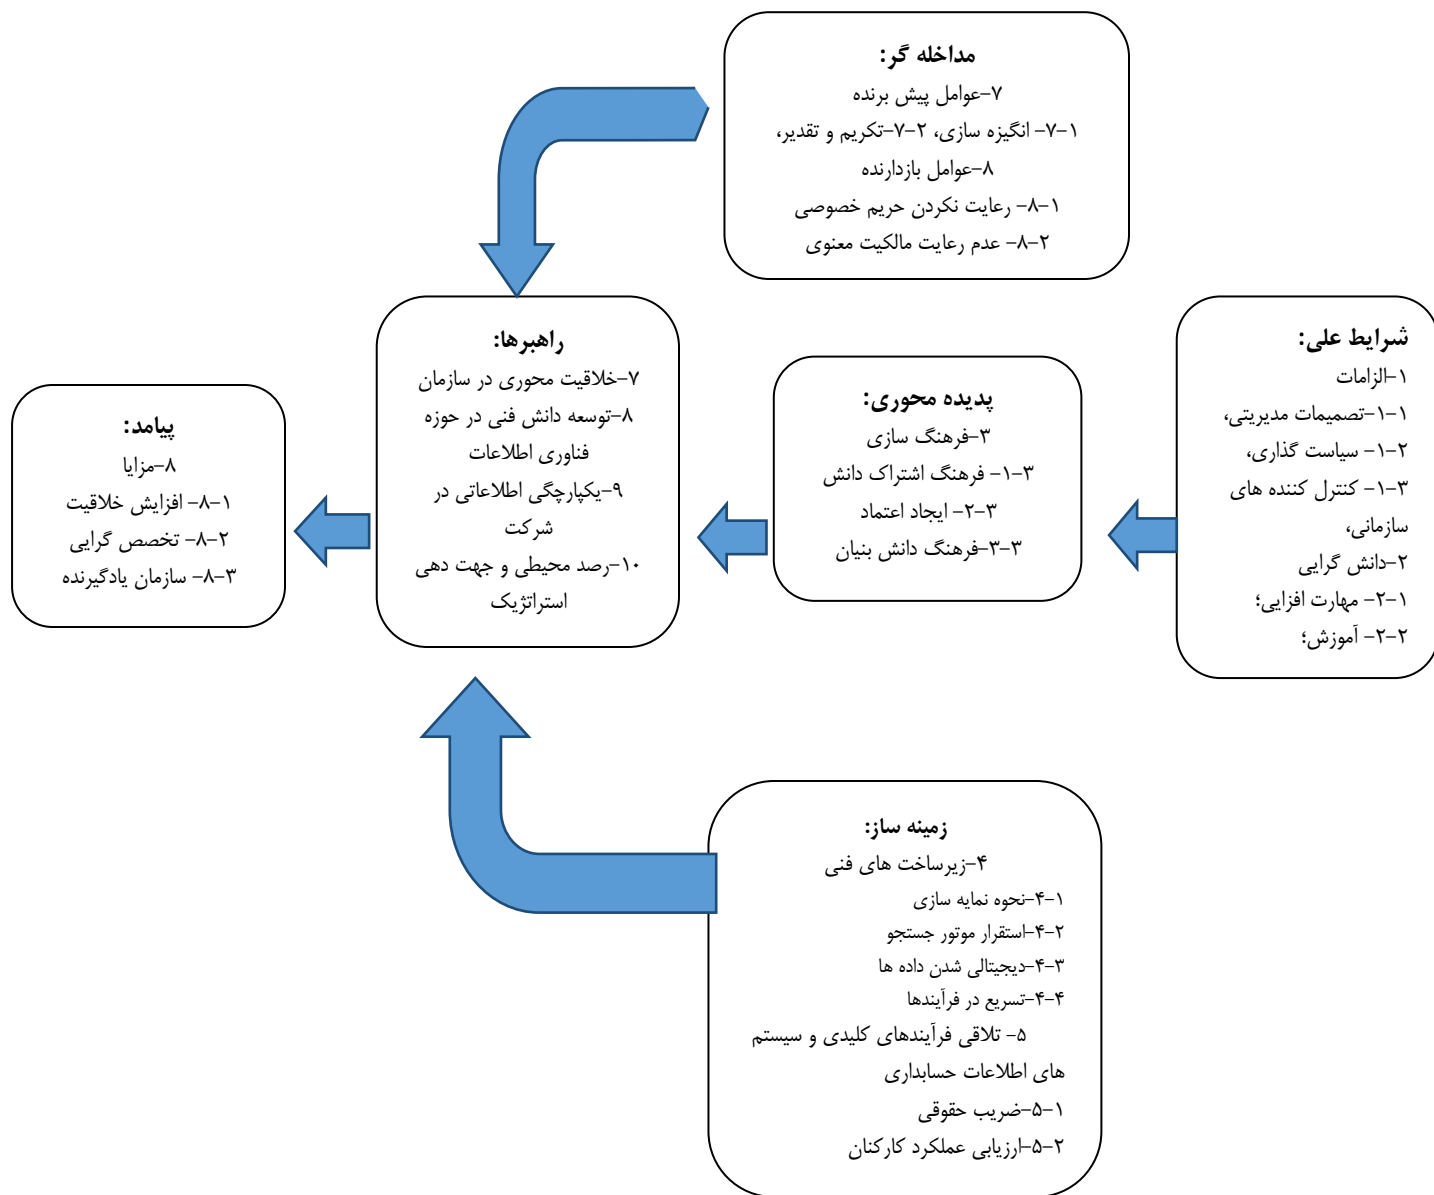 مداخله گر:
۷-عوامل پیش برنده
۷-۱- انگیزه سازی، ۷-۲-تکریم و تقدیر،
۸-عوامل بازدارنده
۸-۱- رعایت نکردن حریم خصوصی
۸-۲- عدم رعایت مالکیت معنوی
شرایط علی:
۱-الزامات
۱-۱-تصمیمات مدیریتی،
۱-۲- سیاست گذاری،
۱-۳- کنترل کننده های
سازمانی،
۲-دانش گرایی
۲-۱- مهارت افزایی؛
۲-۲- آموزش؛
پدیده محوری:
۳-فرهنگ سازی
۳-۱- فرهنگ اشتراک دانش
۳-۲- ایجاد اعتماد
۳-۳-فرهنگ دانش بنیان
راهبرها:
۷-خلاقیت محوری در سازمان
۸-توسعه دانش فنی در حوزه
فناوری اطلاعات
۹-یکپارچگی اطلاعاتی در
شرکت
۱۰-رصد محیطی و جهت دهی
استراتژیک
پیامد:
۸-مزایا
۸-۱- افزایش خلاقیت
۸-۲- تخصص گرایی
۸-۳- سازمان یادگیرنده
زمینه ساز:
۴-زیرساخت های فنی
۴-۱-نحوه نمایه سازی
۴-۲-استقرار موتور جستجو
۴-۳-دیجیتالی شدن داده ها
۴-۴-تسریع در فرآیندها
۵- تلاقی فرآیندهای کلیدی و سیستم
های اطلاعات حسابداری
۵-۱-ضریب حقوقی
۵-۲-ارزیابی عملکرد کارکنان